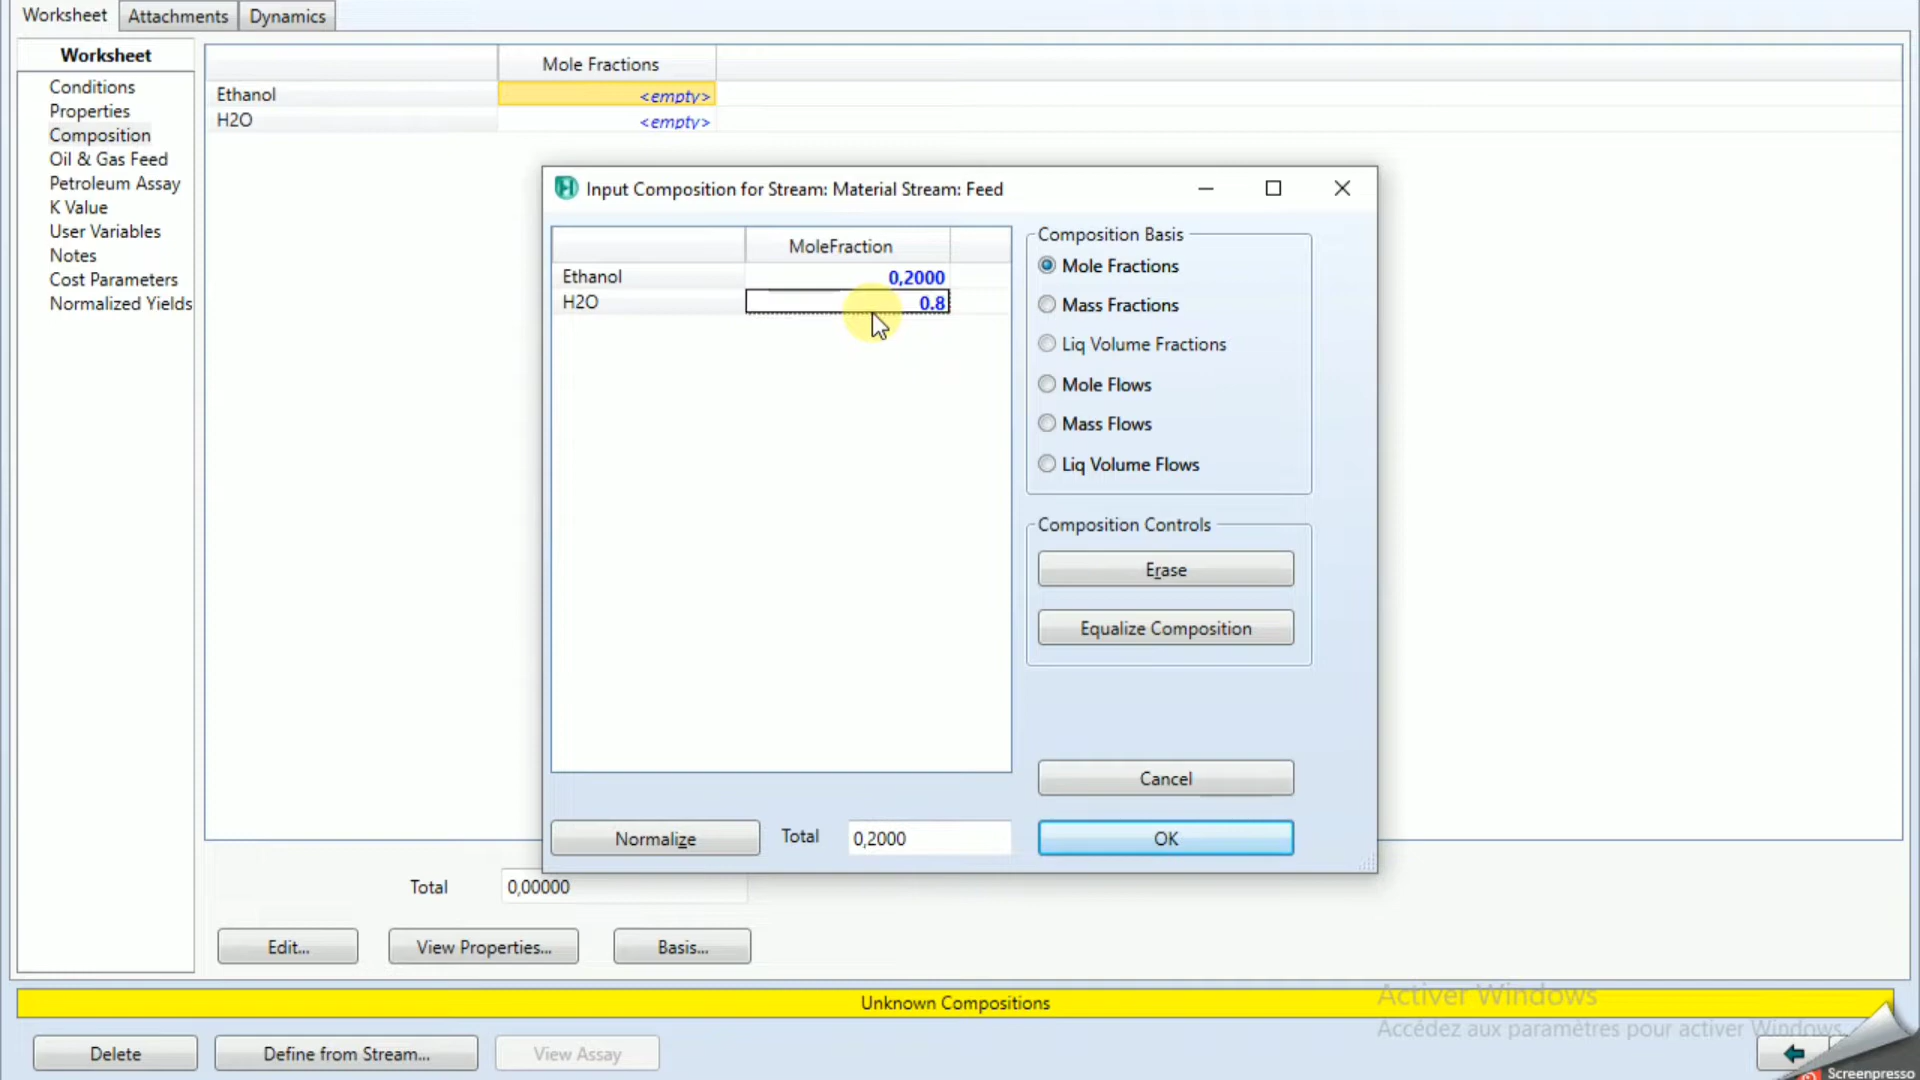 Worksheet Attachments Dynamics
Worksheet
Conditions
Properties
Composition
Oil & Gas Feed
Petroleum Assay
K Value
User Variables
Notes
Cost Parameters
Normalized Yields
Mole Fractions
Ethanol <empty>
H2O <empty>
Input Composition for Stream: Material Stream: Feed
MoleFraction
Ethanol 0,2000
H2O 0.8
Composition Basis
Mole Fractions
Mass Fractions
Liq Volume Fractions
Mole Flows
Mass Flows
Liq Volume Flows
Composition Controls
Erase
Equalize Composition
Cancel
Normalize Total 0,2000 OK
Total 0,00000
Edit... View Properties... Basis...
Unknown Compositions
Activer Windows
Accédez aux paramètres pour activer Windows.
Delete Define from Stream... View Assay
Screenpresso